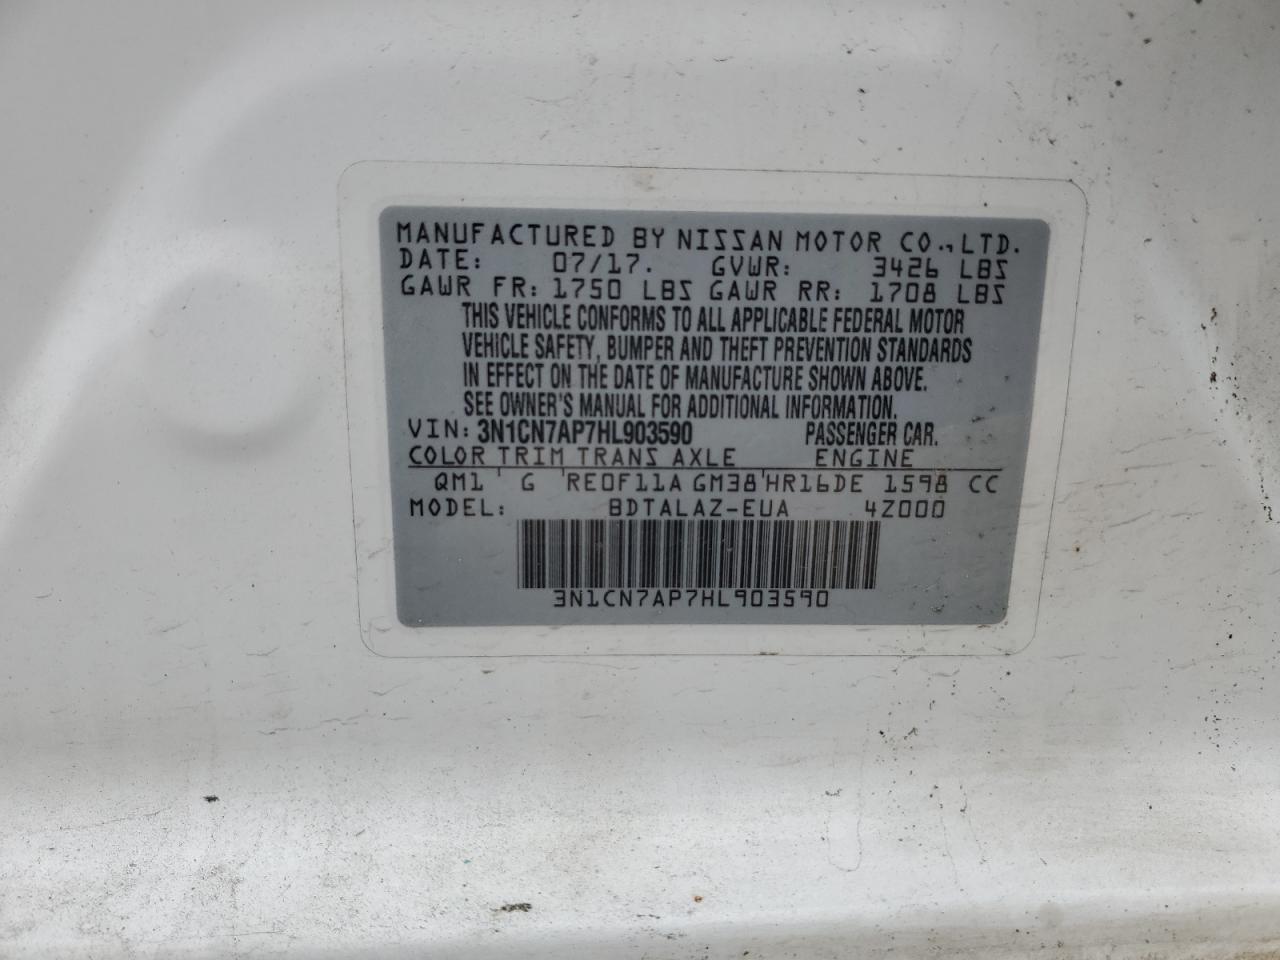 MANUFACTURED BY NISSAN MOTOR CO.,LTD.
DATE: 07/17. GVWR: 3426 LBS
GAWR FR: 1750 LBS GAWR RR: 1708 LBS
THIS VEHICLE CONFORMS TO ALL APPLICABLE FEDERAL MOTOR
VEHICLE SAFETY, BUMPER AND THEFT PREVENTION STANDARDS
IN EFFECT ON THE DATE OF MANUFACTURE SHOWN ABOVE.
SEE OWNER'S MANUAL FOR ADDITIONAL INFORMATION.
VIN: 3N1CN7AP7HL903590 PASSENGER CAR.
COLOR TRIM TRANS AXLE ENGINE
QM1 G RE0F11A GM38 HR16DE 1598 CC
MODEL: BDTALAZ-EUA 4Z000
3N1CN7AP7HL903590